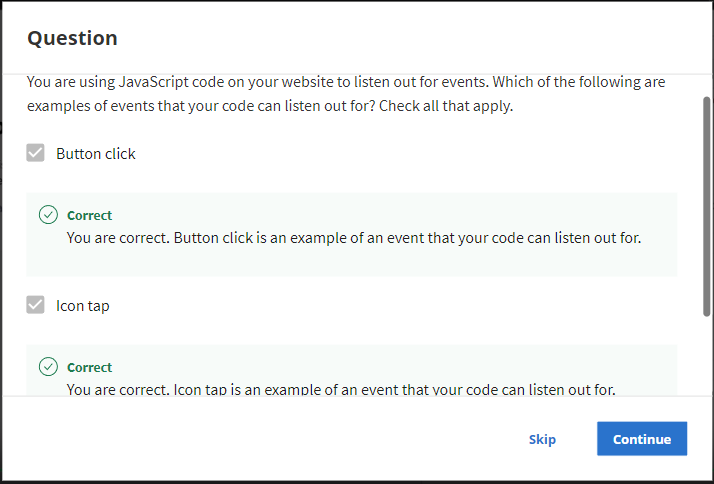 Question
You are using JavaScript code on your website to listen out for events. Which of the following are
examples of events that your code can listen out for? Check all that apply.
Button click
Correct
You are correct. Button click is an example of an event that your code can listen out for.
Icon tap
Correct
You are correct. Icon tap is an example of an event that your code can listen out for.
Skip
Continue